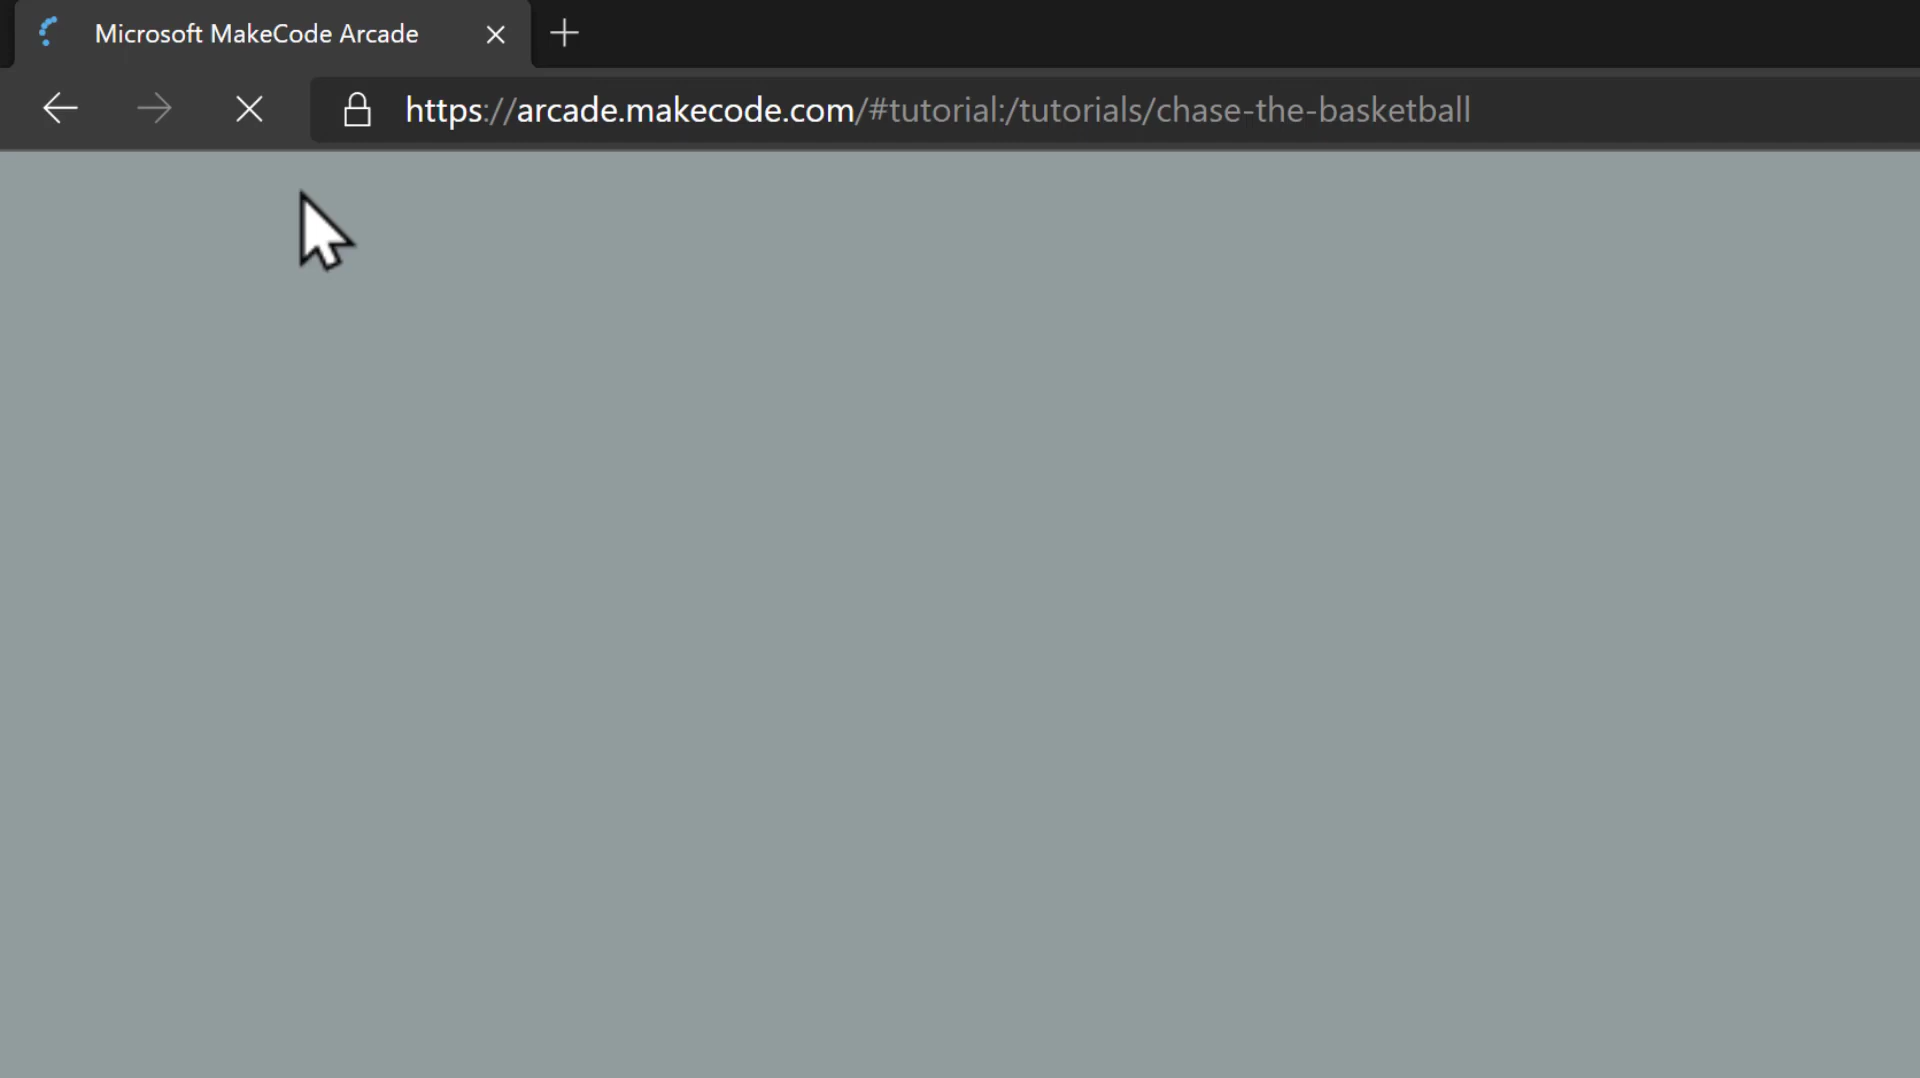 Microsoft MakeCode Arcade
https://arcade.makecode.com/#tutorial:/tutorials/chase-the-basketball